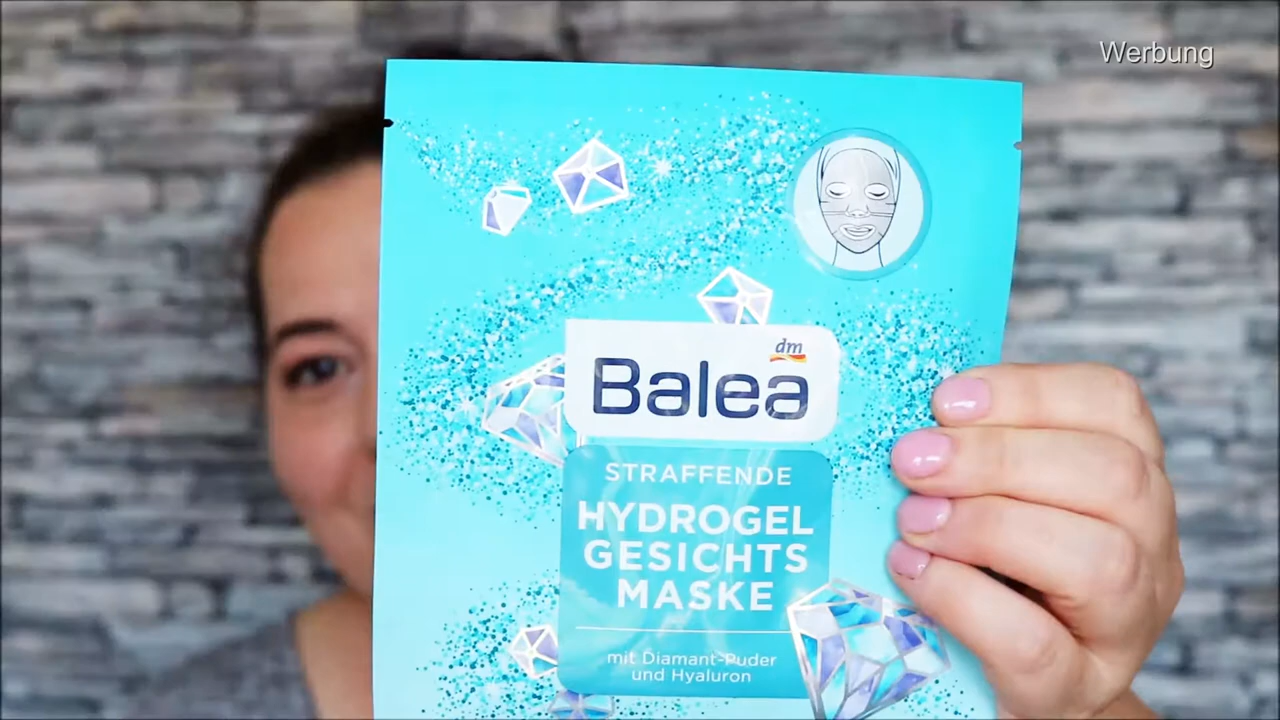 Werbung
dm
Balea
STRAFFENDE
HYDROGEL
GESICHTS
MASKE
mit Diamant-Puder
und Hyaluron